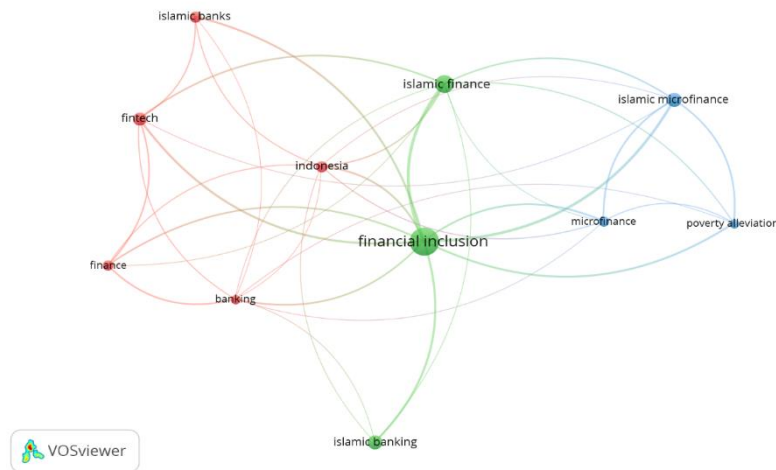 islamic banks
islamic finance
islamic microfinance
fintech
indonesia
microfinance
poverty alleviation
financial inclusion
finance
banking
islamic banking
VOSviewer